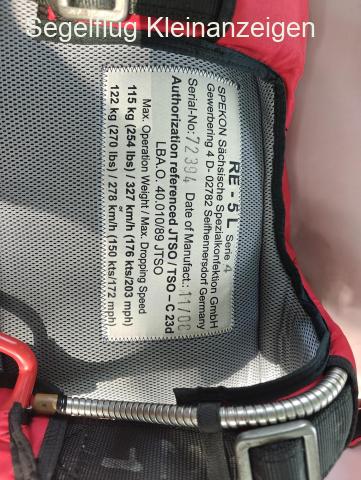 Segelflug Kleinanzeigen
RE - 5 L Serie 4
SPEKON Sächsische Spezialkonfektion GmbH
Gewerbering 4 D- 02782 Seifhennersdorf Germany
Serial-No: 72394 Date of Manufact.: 11/00
Authorization referenced JTSO / TSO – C 23d
LBA.O. 40.010/89 JTSO
Max. Operation Weight / Max. Dropping Speed
115 kg (254 lbs) / 327 km/h (176 kts/203 mph)
122 kg (270 lbs) / 278 km/h (150 kts/172 mph)